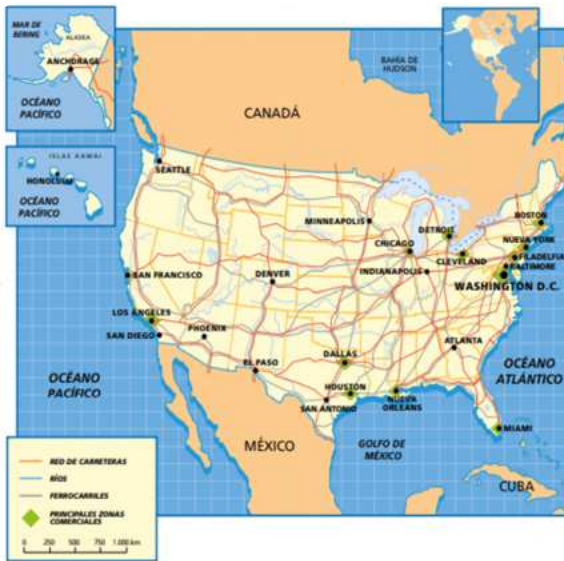 MAR DE
BERING
ALASKA
ANCHORAGE
OCÉANO
PACÍFICO
ISLAS HAWAI
HONOLULU
OCÉANO
PACÍFICO
BAHÍA DE
HUDSON
CANADÁ
SEATTLE
MINNEAPOLIS
BOSTON
DETROIT
NUEVA YORK
CHICAGO
CLEVELAND
FILADELFIA
BALTIMORE
INDIANAPOLIS
WASHINGTON D.C.
SAN FRANCISCO
DENVER
LOS ANGELES
PHOENIX
SAN DIEGO
ATLANTA
DALLAS
EL PASO
OCÉANO
ATLÁNTICO
HOUSTON
NUEVA
ORLEANS
SAN ANTONIO
OCÉANO
PACÍFICO
MIAMI
MÉXICO
GOLFO DE
MÉXICO
CUBA
RED DE CARRETERAS
RÍOS
FERROCARRILES
PRINCIPALES ZONAS
COMERCIALES
0 250 500 1.000 km